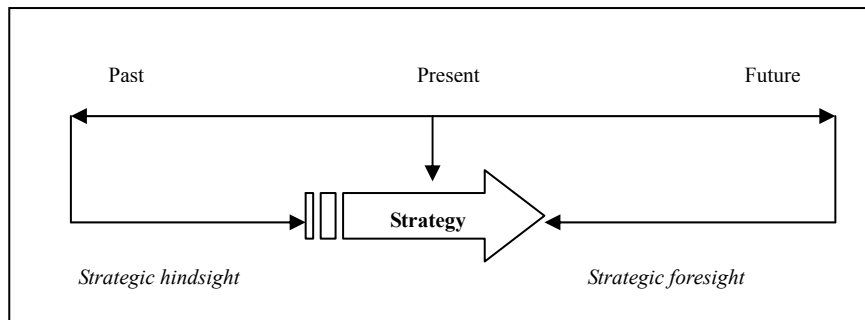 Past Present Future
Strategy
Strategic hindsight Strategic foresight